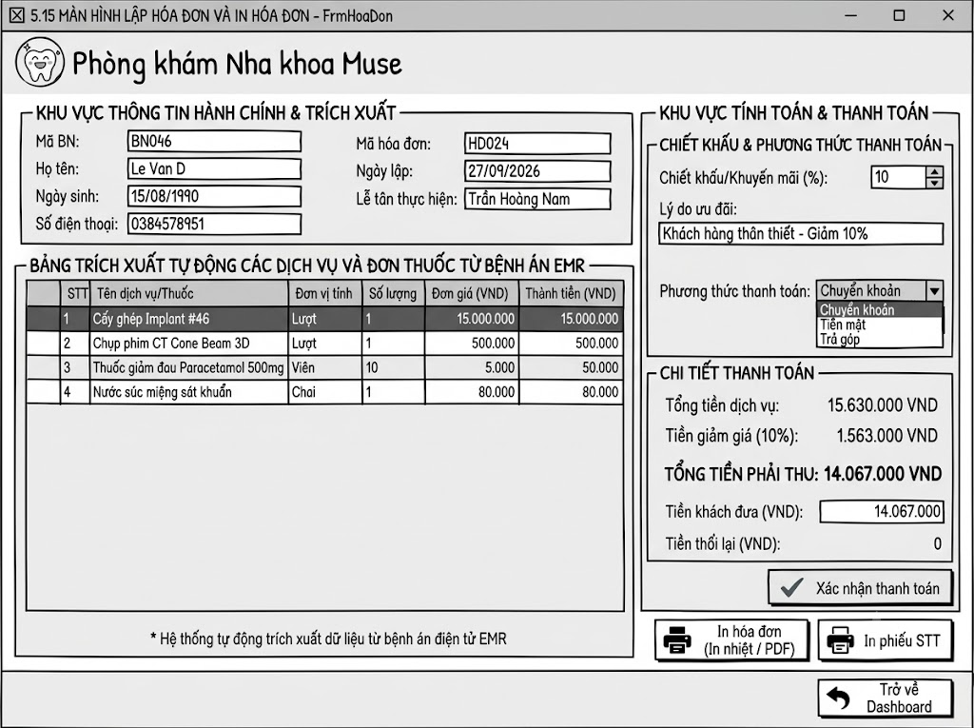 5.15 MÀN HÌNH LẬP HÓA ĐƠN VÀ IN HÓA ĐƠN - FrmHoaDon
Phòng khám Nha khoa Muse
KHU VỰC THÔNG TIN HÀNH CHÍNH & TRÍCH XUẤT
Mã BN: BN046
Họ tên: Le Van D
Ngày sinh: 15/08/1990
Số điện thoại: 0384578951
Mã hóa đơn: HD024
Ngày lập: 27/09/2026
Lễ tân thực hiện: Trần Hoàng Nam
BẢNG TRÍCH XUẤT TỰ ĐỘNG CÁC DỊCH VỤ VÀ ĐƠN THUỐC TỪ BỆNH ÁN EMR
STT Tên dịch vụ/Thuốc Đơn vị tính Số lượng Đơn giá (VND) Thành tiền (VND)
1 Cấy ghép Implant #46 Lượt 1 15.000.000 15.000.000
2 Chụp phim CT Cone Beam 3D Lượt 1 500.000 500.000
3 Thuốc giảm đau Paracetamol 500mg Viên 10 5.000 50.000
4 Nước súc miệng sát khuẩn Chai 1 80.000 80.000
* Hệ thống tự động trích xuất dữ liệu từ bệnh án điện tử EMR
KHU VỰC TÍNH TOÁN & THANH TOÁN
CHIẾT KHẤU & PHƯƠNG THỨC THANH TOÁN
Chiết khấu/Khuyến mãi (%): 10
Lý do ưu đãi:
Khách hàng thân thiết - Giảm 10%
Phương thức thanh toán: Chuyển khoản
Chuyển khoán
Tiền mặt
Trả góp
CHI TIẾT THANH TOÁN
Tổng tiền dịch vụ: 15.630.000 VND
Tiền giảm giá (10%): 1.563.000 VND
TỔNG TIỀN PHẢI THU: 14.067.000 VND
Tiền khách đưa (VND): 14.067.000
Tiền thối lại (VND): 0
Xác nhận thanh toán
In hóa đơn
(In nhiệt / PDF)
In phiếu STT
Trở về
Dashboard